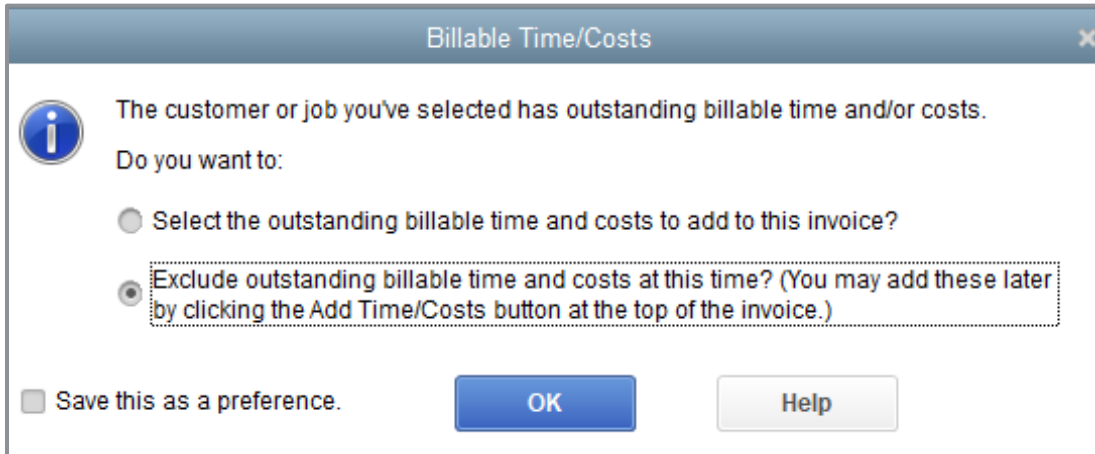 Billable Time/Costs
The customer or job you've selected has outstanding billable time and/or costs.
Do you want to:
Select the outstanding billable time and costs to add to this invoice?
Exclude outstanding billable time and costs at this time? (You may add these later
by clicking the Add Time/Costs button at the top of the invoice.)
Save this as a preference.
OK
Help